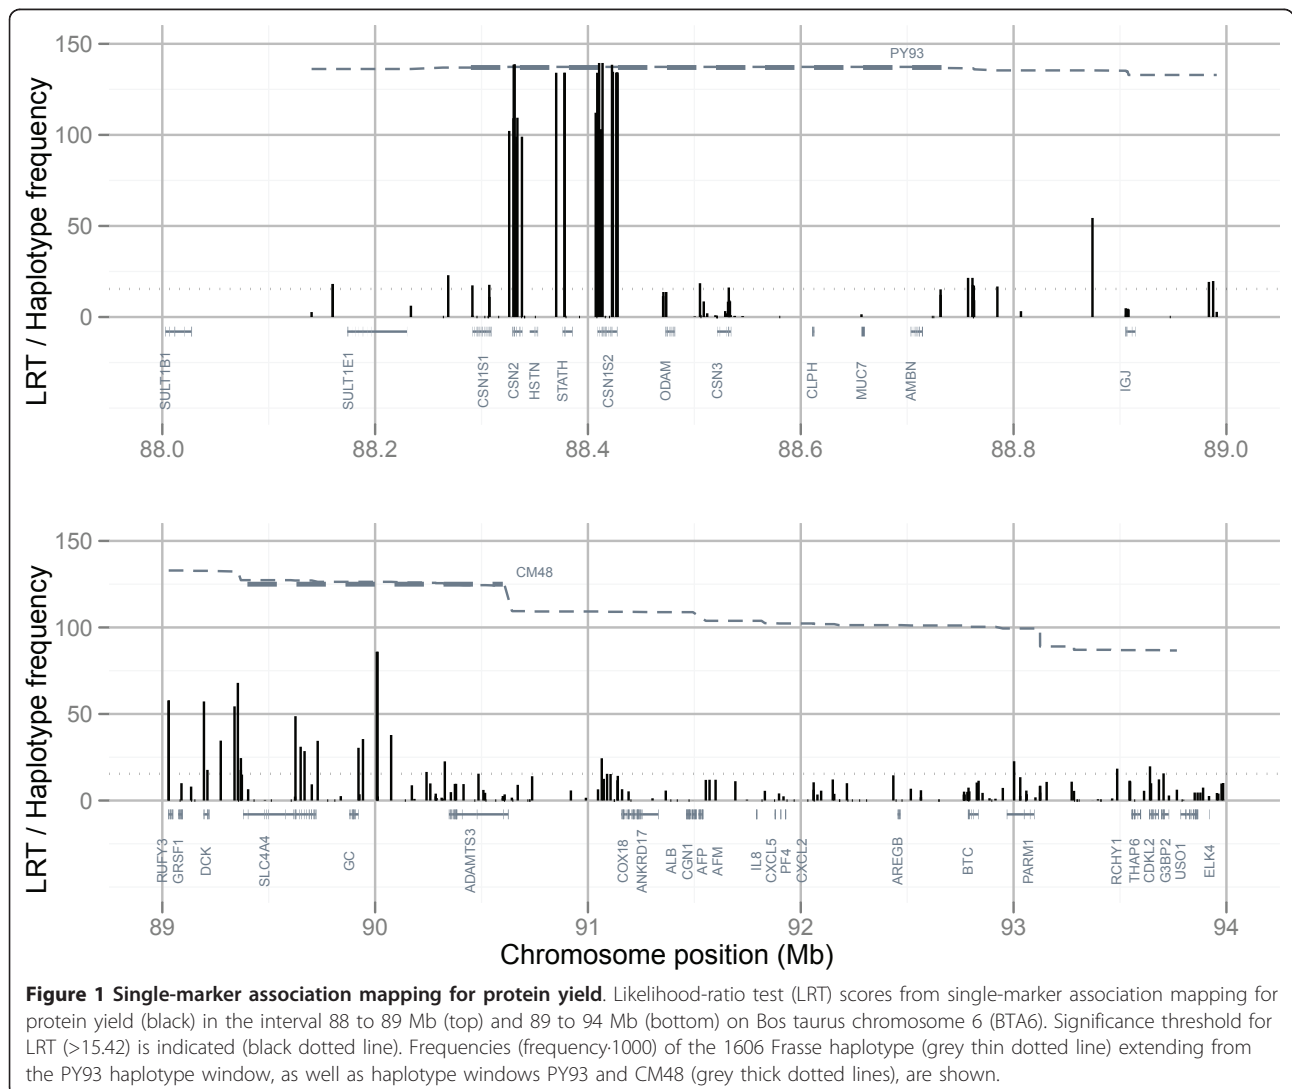 LRT / Haplotype frequency
150
100
50
0
PY93
SULT1B1
SULT1E1
CSN1S1
CSN2
HSTN
STATH
CSN1S2
ODAM
CSN3
CLPH
MUC7
AMBN
IGJ
88.0
88.2
88.4
88.6
88.8
89.0
LRT / Haplotype frequency
150
100
50
0
CM48
RUFY3
GRSF1
DCK
SLC4A4
GC
ADAMTS3
COX18
ANKRD17
ALB
CGN1
AFP
AFM
IL8
CXCL5
PF4
CXCL2
AREGB
BTC
PARM1
RCHY1
THAP6
CDKL2
G3BP2
USO1
ELK4
89
90
91
92
93
94
Chromosome position (Mb)
Figure 1 Single-marker association mapping for protein yield. Likelihood-ratio test (LRT) scores from single-marker association mapping for
protein yield (black) in the interval 88 to 89 Mb (top) and 89 to 94 Mb (bottom) on Bos taurus chromosome 6 (BTA6). Significance threshold for
LRT (>15.42) is indicated (black dotted line). Frequencies (frequency·1000) of the 1606 Frasse haplotype (grey thin dotted line) extending from
the PY93 haplotype window, as well as haplotype windows PY93 and CM48 (grey thick dotted lines), are shown.